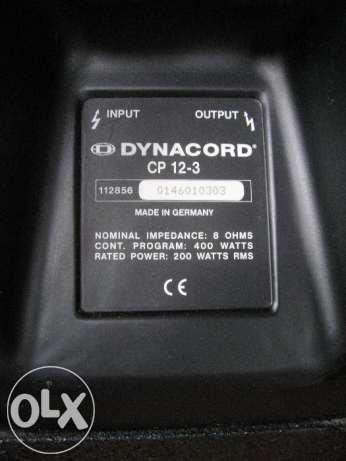 INPUT OUTPUT
DYNACORD®
CP 12-3
112856 0146010303
MADE IN GERMANY
NOMINAL IMPEDANCE: 8 OHMS
CONT. PROGRAM: 400 WATTS
RATED POWER: 200 WATTS RMS
CE
OLX